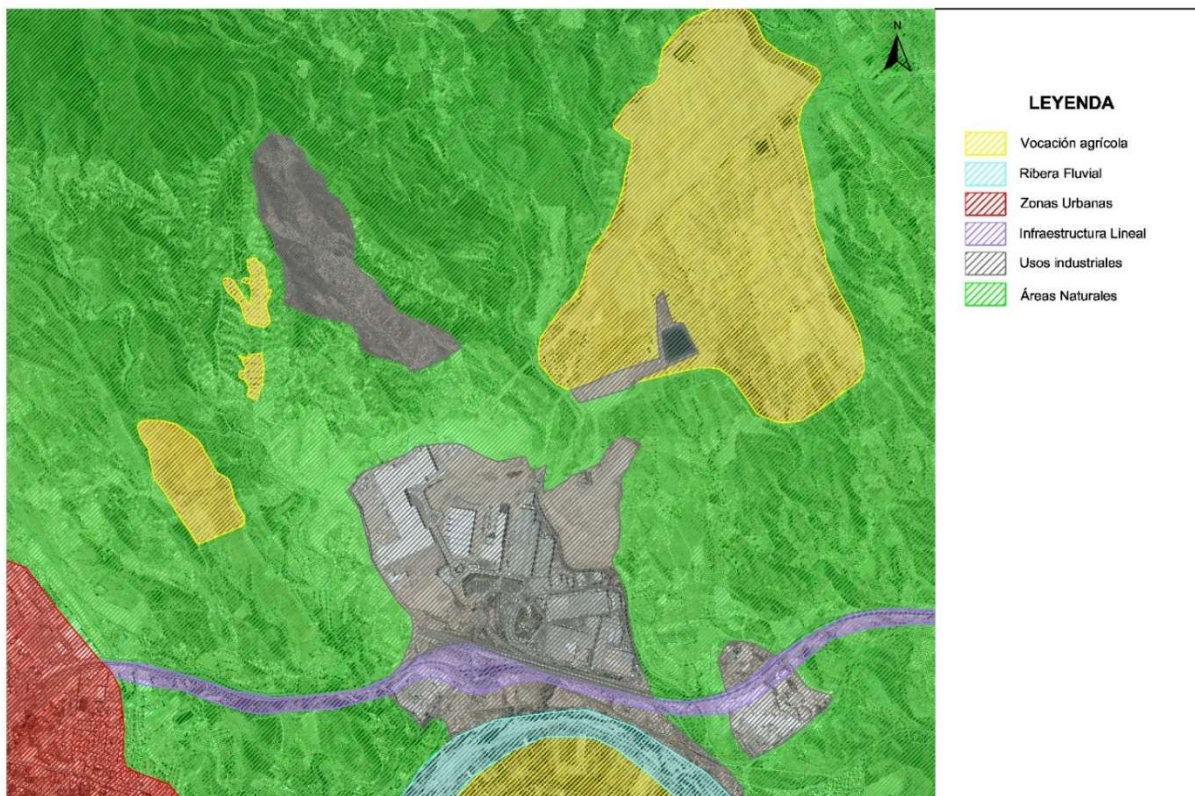 N
LEYENDA
Vocación agrícola
Ribera Fluvial
Zonas Urbanas
Infraestructura Lineal
Usos industriales
Áreas Naturales